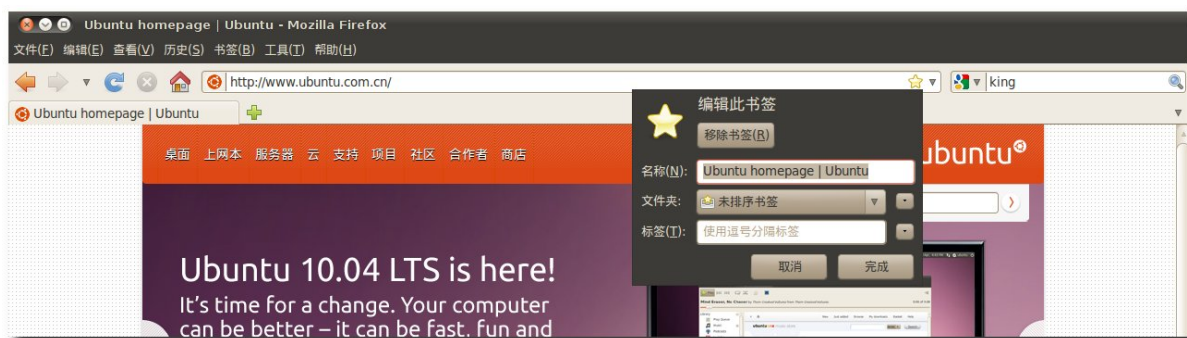 Ubuntu homepage | Ubuntu - Mozilla Firefox
文件(F) 编辑(E) 查看(V) 历史(S) 书签(B) 工具(T) 帮助(H)
http://www.ubuntu.com.cn/ king
Ubuntu homepage | Ubuntu
编辑此书签
移除书签(R)
名称(N): Ubuntu homepage | Ubuntu
文件夹: 未排序书签
标签(T): 使用逗号分隔标签
取消 完成
桌面 上网本 服务器 云 支持 项目 社区 合作者 商店
ubuntu
Ubuntu 10.04 LTS is here!
It's time for a change. Your computer
can be better – it can be fast, fun and